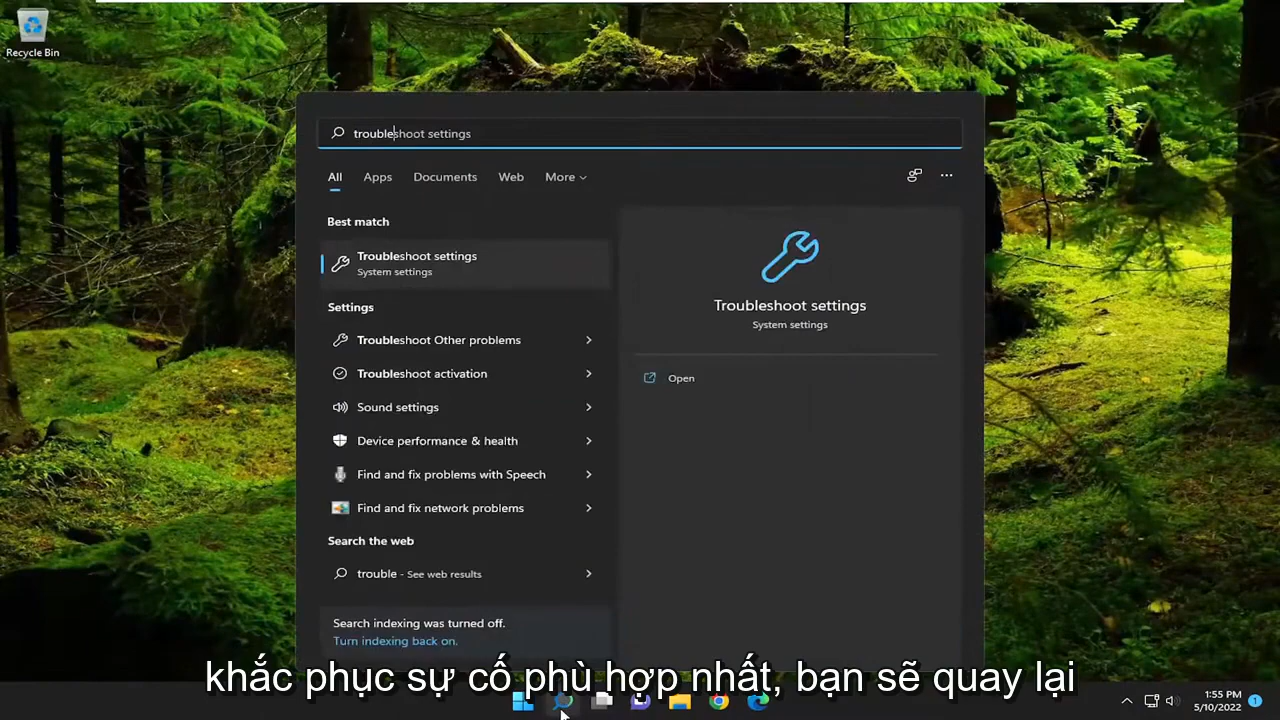 Recycle Bin
troubleshoot settings
All Apps Documents Web More
Best match
Troubleshoot settings
System settings
Settings
Troubleshoot Other problems
Troubleshoot activation
Sound settings
Device performance & health
Find and fix problems with Speech
Find and fix network problems
Search the web
trouble - See web results
Search indexing was turned off.
Turn indexing back on.
Troubleshoot settings
System settings
Open
khắc phục sự cố phù hợp nhất, bạn sẽ quay lại
1:55 PM
5/10/2022
1